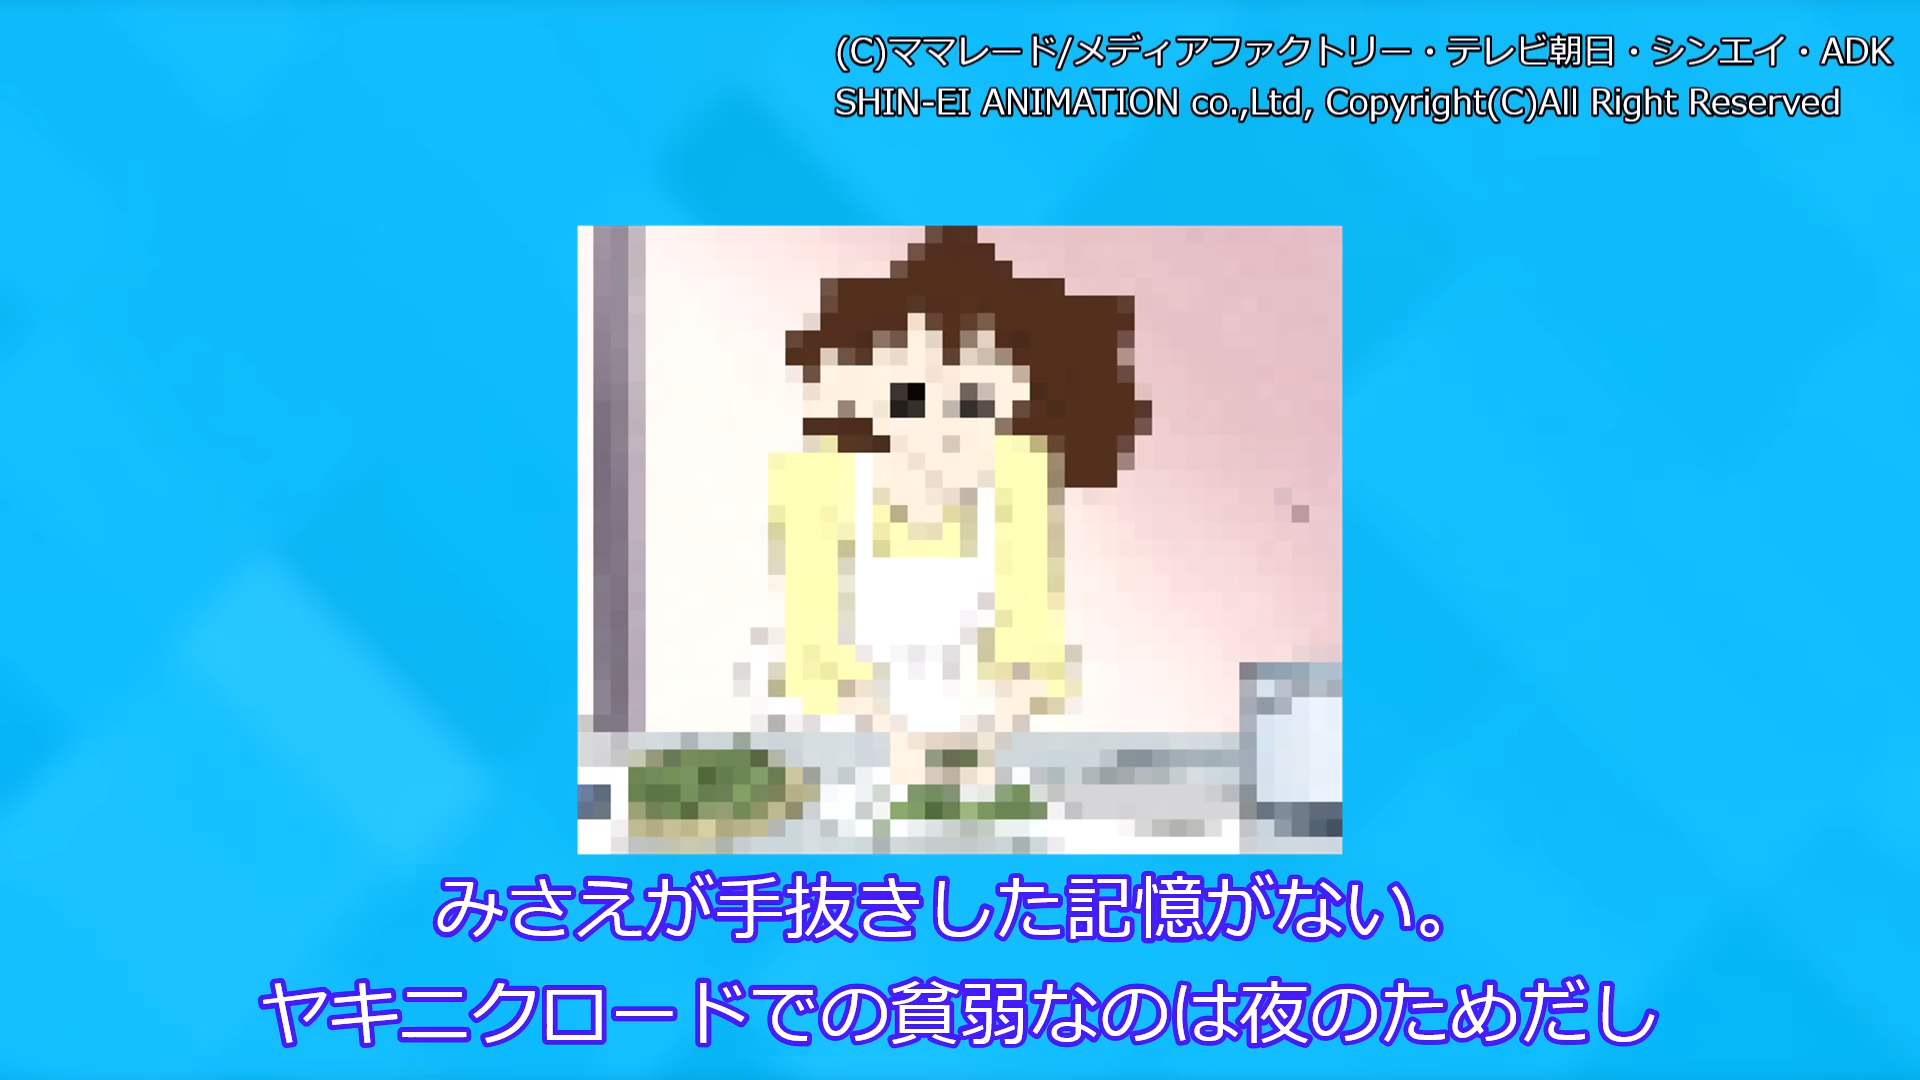 (C)ママレード/メディアファクトリー・テレビ朝日・シンエイ・ADK
SHIN-EI ANIMATION co.,Ltd, Copyright(C)All Right Reserved
みさえが手抜きした記憶がない。
ヤキニクロードでの貧弱なのは夜のためだし